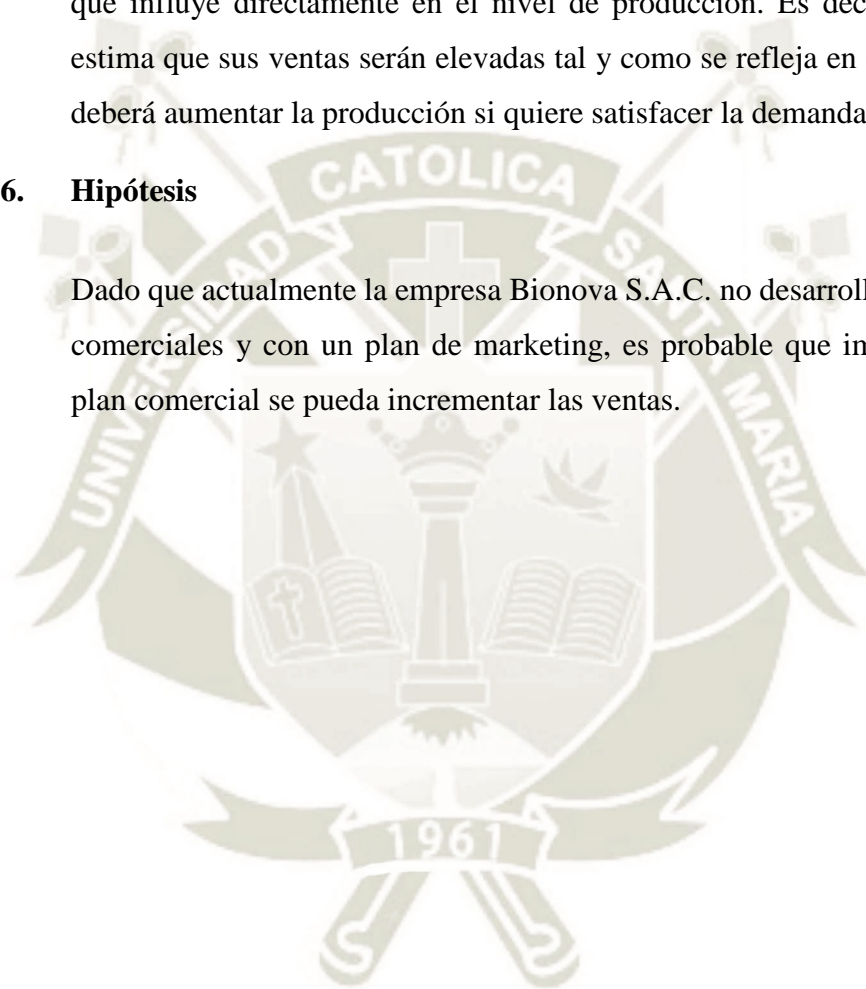 que influye directamente en el nivel de producción. Es dec
estima que sus ventas serán elevadas tal y como se refleja en
deberá aumentar la producción si quiere satisfacer la demanda
6. Hipótesis
CATOLICA
UNIVERSIDAD
SANTA MARIA
Dado que actualmente la empresa Bionova S.A.C. no desarroll
comerciales y con un plan de marketing, es probable que im
plan comercial se pueda incrementar las ventas.
1961